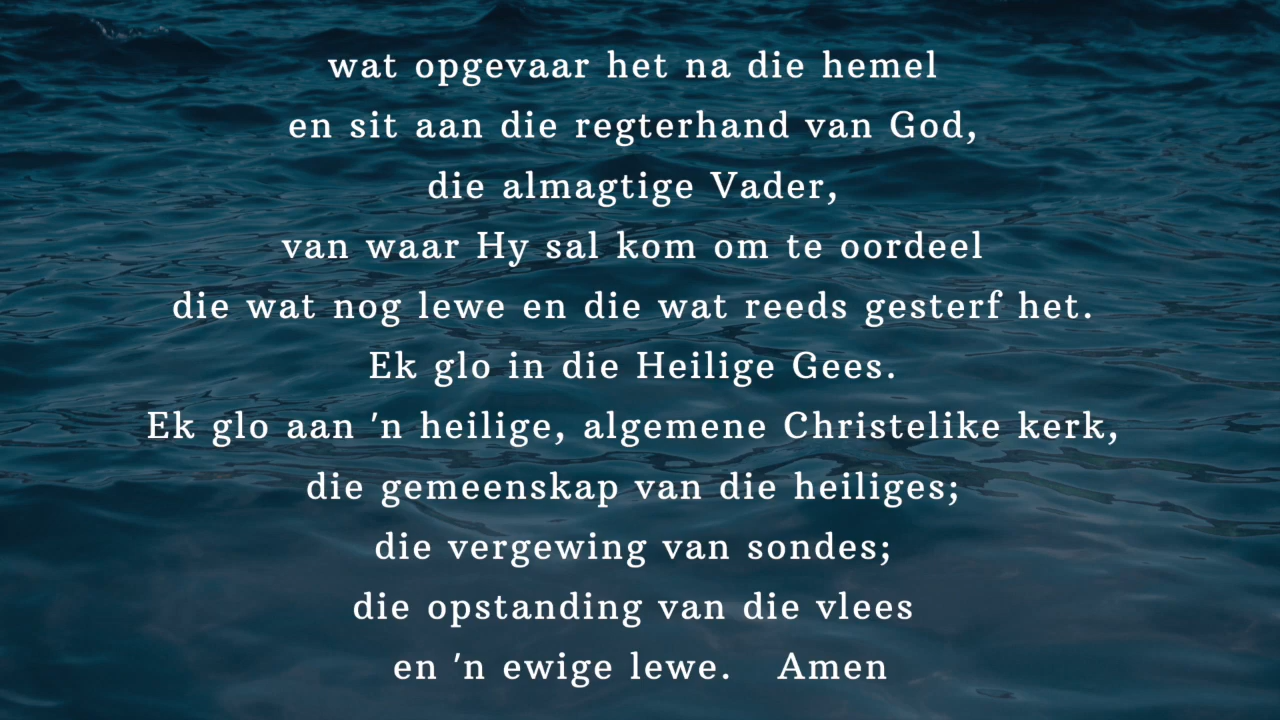 wat opgevaar het na die hemel
en sit aan die regterhand van God,
die almagtige Vader,
van waar Hy sal kom om te oordeel
die wat nog lewe en die wat reeds gesterf het.
Ek glo in die Heilige Gees.
Ek glo aan 'n heilige, algemene Christelike kerk,
die gemeenskap van die heiliges;
die vergewing van sondes;
die opstanding van die vlees
en 'n ewige lewe. Amen